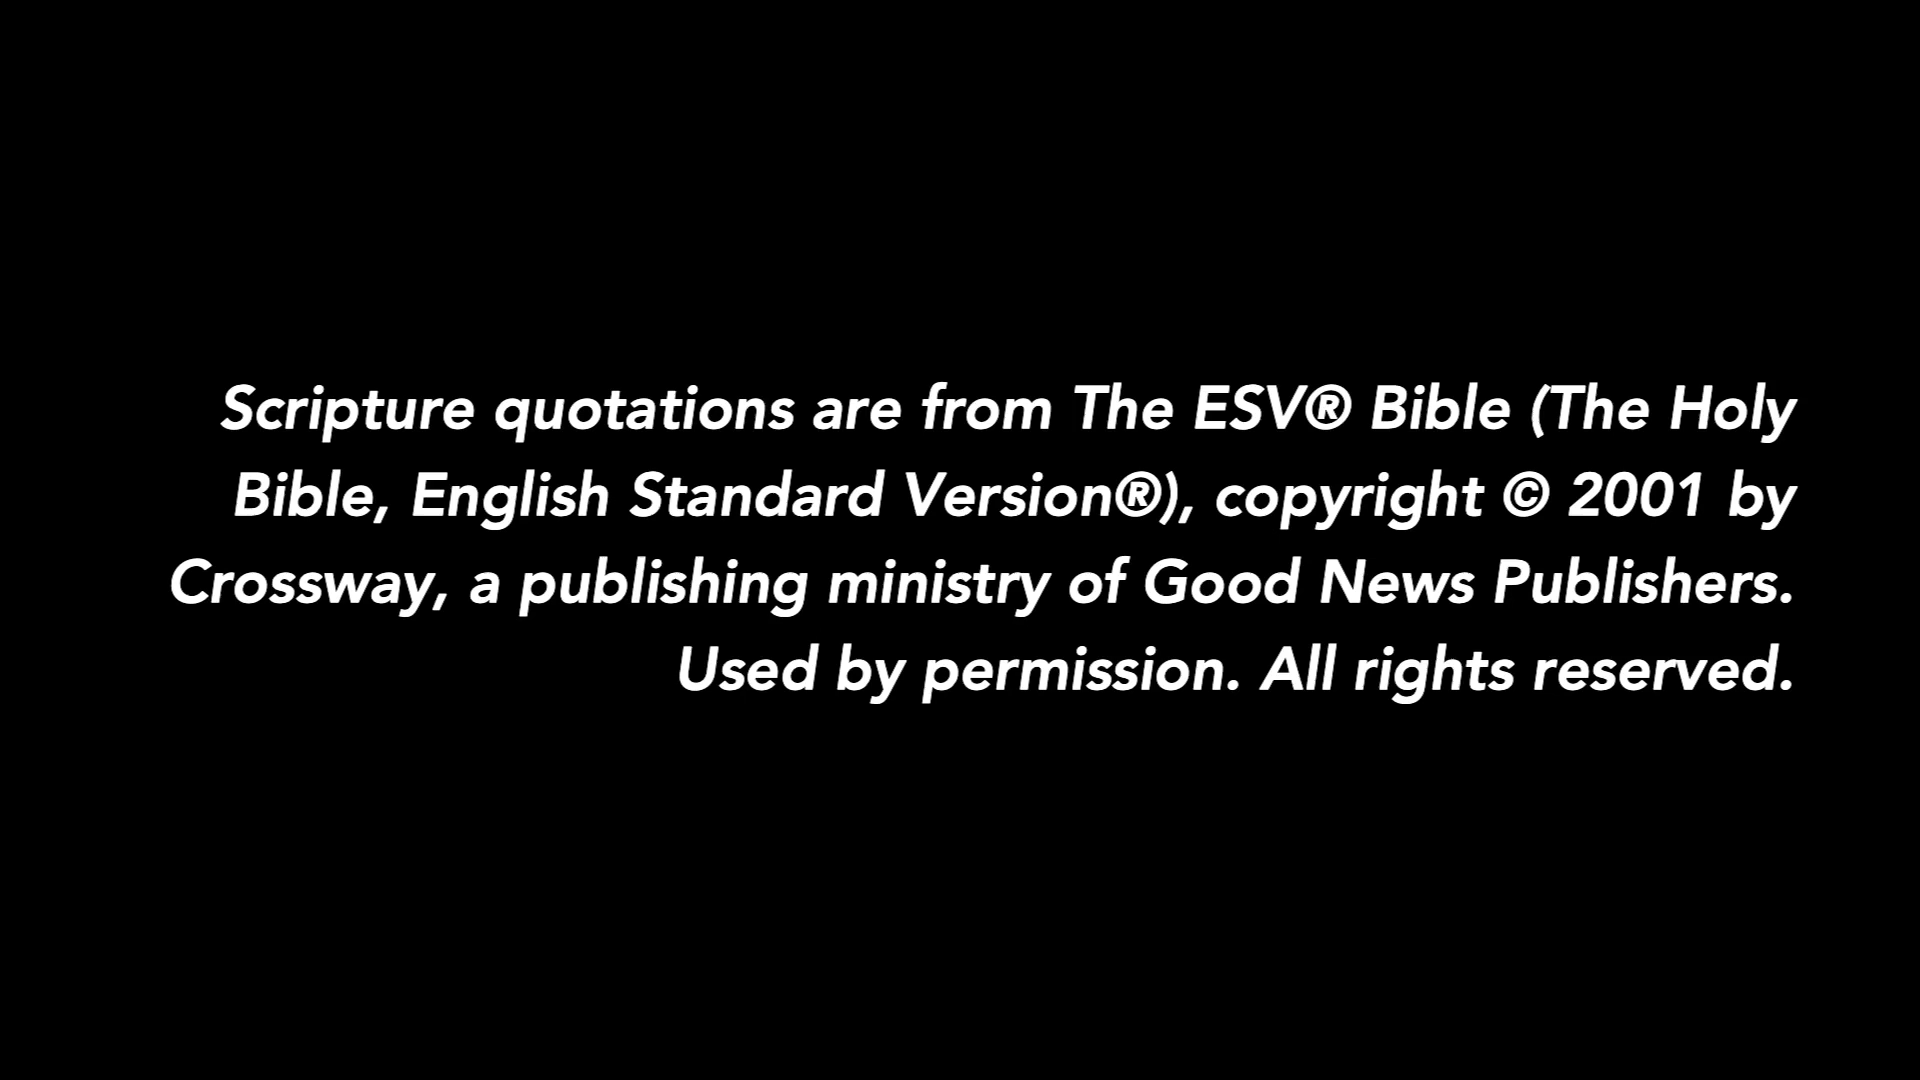 Scripture quotations are from The ESV® Bible (The Holy
Bible, English Standard Version®), copyright © 2001 by
Crossway, a publishing ministry of Good News Publishers.
Used by permission. All rights reserved.